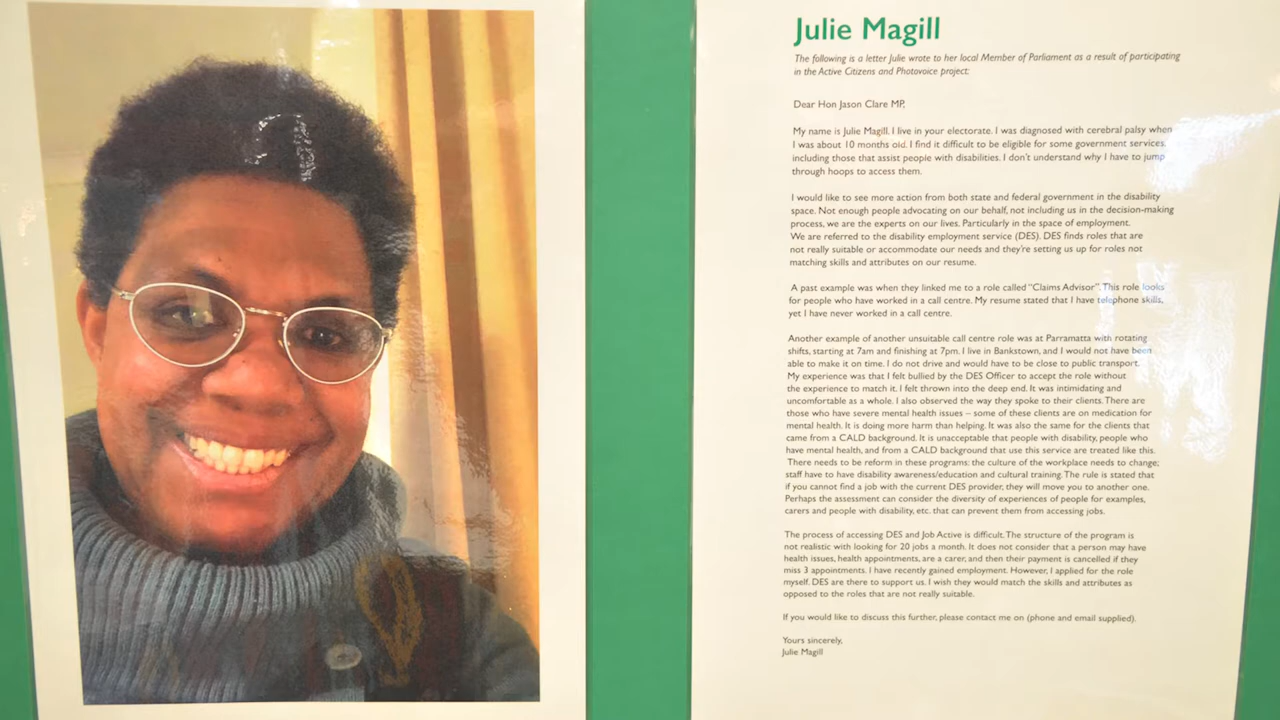 Julie Magill
The following is a letter Julie wrote to her local Member of Parliament as a result of participating
in the Active Citizens and Photovoice project:
Dear Hon Jason Clare MP,
My name is Julie Magill. I live in your electorate. I was diagnosed with cerebral palsy when
I was about 10 months old. I find it difficult to be eligible for some government services,
including those that assist people with disabilities. I don't understand why I have to jump
through hoops to access them.
I would like to see more action from both state and federal government in the disability
space. Not enough people advocating on our behalf, not including us in the decision-making
process, we are the experts on our lives. Particularly in the space of employment.
We are referred to the disability employment service (DES). DES finds roles that are
not really suitable or accommodate our needs and they're setting us up for roles not
matching skills and attributes on our resume.
A past example was when they linked me to a role called "Claims Advisor". This role looks
for people who have worked in a call centre. My resume stated that I have telephone skills,
yet I have never worked in a call centre.
Another example of another unsuitable call centre role was at Parramatta with rotating
shifts, starting at 7am and finishing at 7pm. I live in Bankstown, and I would not have been
able to make it on time. I do not drive and would have to be close to public transport.
My experience was that I felt bullied by the DES Officer to accept the role without
the experience to match it. I felt thrown into the deep end. It was intimidating and
uncomfortable as a whole. I also observed the way they spoke to their clients. There are
those who have severe mental health issues – some of these clients are on medication for
mental health. It is doing more harm than helping. It was also the same for the clients that
came from a CALD background. It is unacceptable that people with disability, people who
have mental health, and from a CALD background that use this service are treated like this.
There needs to be reform in these programs: the culture of the workplace needs to change;
staff have to have disability awareness/education and cultural training. The rule is stated that
if you cannot find a job with the current DES provider, they will move you to another one.
Perhaps the assessment can consider the diversity of experiences of people for examples,
carers and people with disability, etc. that can prevent them from accessing jobs.
The process of accessing DES and Job Active is difficult. The structure of the program is
not realistic with looking for 20 jobs a month. It does not consider that a person may have
health issues, health appointments, are a carer, and then their payment is cancelled if they
miss 3 appointments. I have recently gained employment. However, I applied for the role
myself. DES are there to support us. I wish they would match the skills and attributes as
opposed to the roles that are not really suitable.
If you would like to discuss this further, please contact me on (phone and email supplied).
Yours sincerely,
Julie Magill